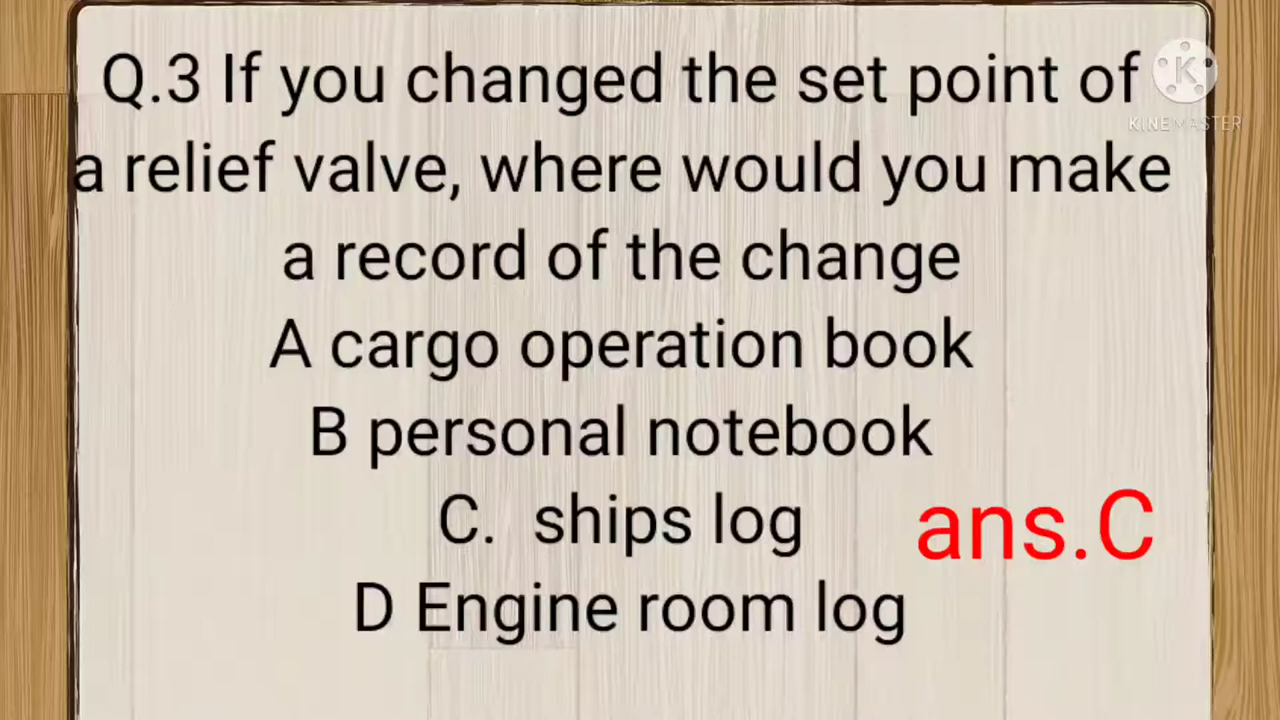 Q.3 If you changed the set point of
a relief valve, where would you make
a record of the change
A cargo operation book
B personal notebook
C.  ships log
ans.C
D Engine room log
K
KINEMASTER